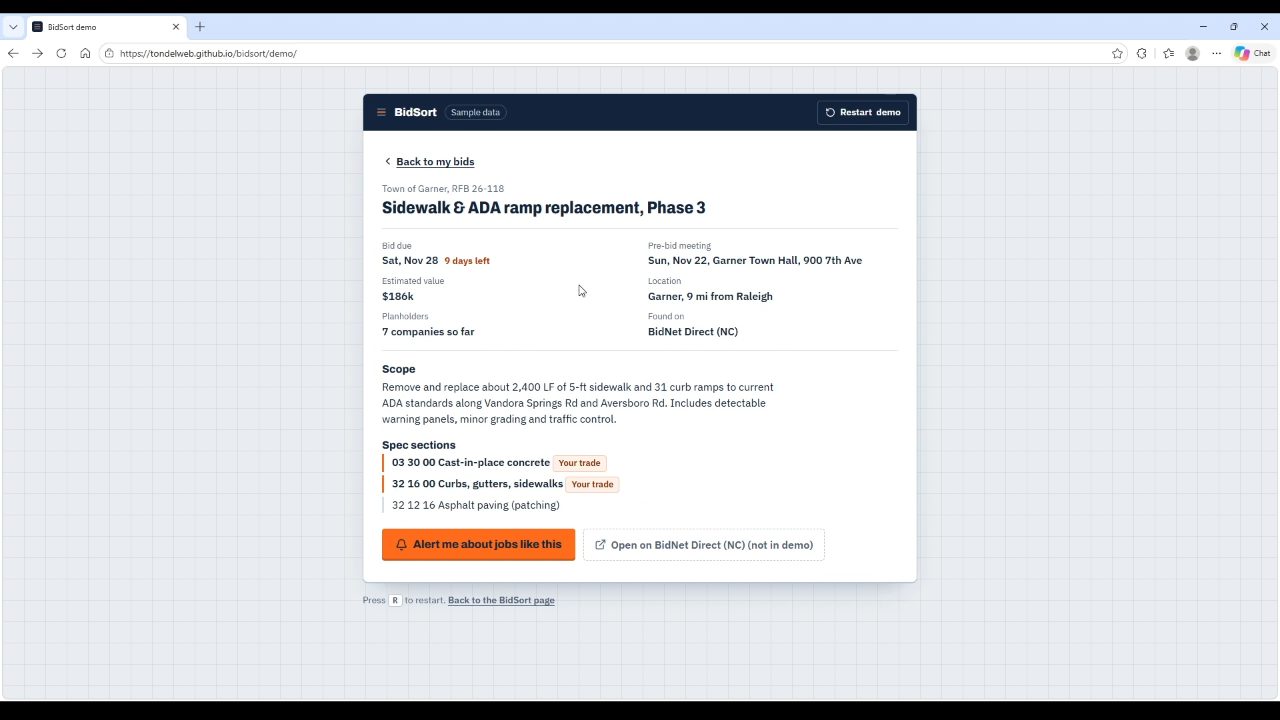 BidSort demo
https://tondelweb.github.io/bidsort/demo/
Chat
BidSort
Sample data
Restart demo
Back to my bids
Town of Garner, RFB 26-118
Sidewalk & ADA ramp replacement, Phase 3
Bid due
Sat, Nov 28 9 days left
Pre-bid meeting
Sun, Nov 22, Garner Town Hall, 900 7th Ave
Estimated value
$186k
Location
Garner, 9 mi from Raleigh
Planholders
7 companies so far
Found on
BidNet Direct (NC)
Scope
Remove and replace about 2,400 LF of 5-ft sidewalk and 31 curb ramps to current
ADA standards along Vandora Springs Rd and Aversboro Rd. Includes detectable
warning panels, minor grading and traffic control.
Spec sections
03 30 00 Cast-in-place concrete Your trade
32 16 00 Curbs, gutters, sidewalks Your trade
32 12 16 Asphalt paving (patching)
Alert me about jobs like this
Open on BidNet Direct (NC) (not in demo)
Press R to restart. Back to the BidSort page